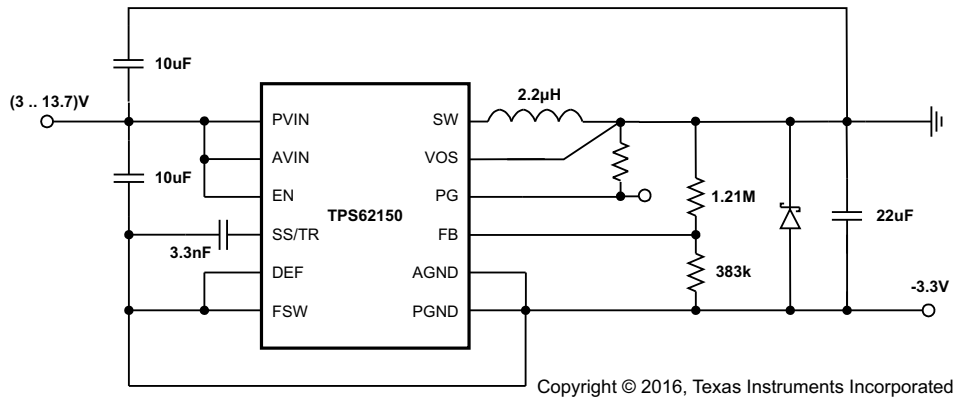 10uF
(3 .. 13.7)V
10uF
3.3nF
PVIN
AVIN
EN
SS/TR
DEF
FSW
TPS62150
SW
VOS
PG
FB
AGND
PGND
2.2µH
1.21M
383k
22uF
-3.3V
Copyright © 2016, Texas Instruments Incorporated